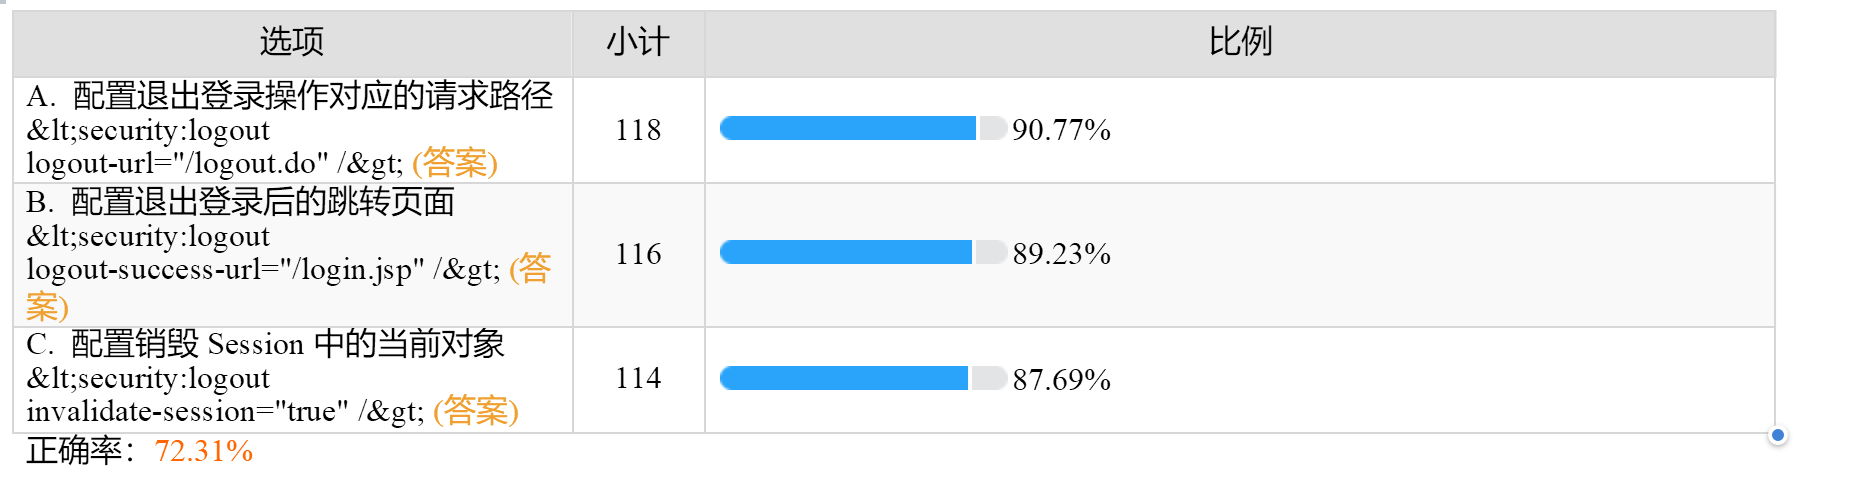 选项 小计 比例
A. 配置退出登录操作对应的请求路径
&lt;security:logout
logout-url="/logout.do" /&gt; (答案)
118 90.77%
B. 配置退出登录后的跳转页面
&lt;security:logout
logout-success-url="/login.jsp" /&gt; (答
案)
116 89.23%
C. 配置销毁 Session 中的当前对象
&lt;security:logout
invalidate-session="true" /&gt; (答案)
114 87.69%
正确率：72.31%